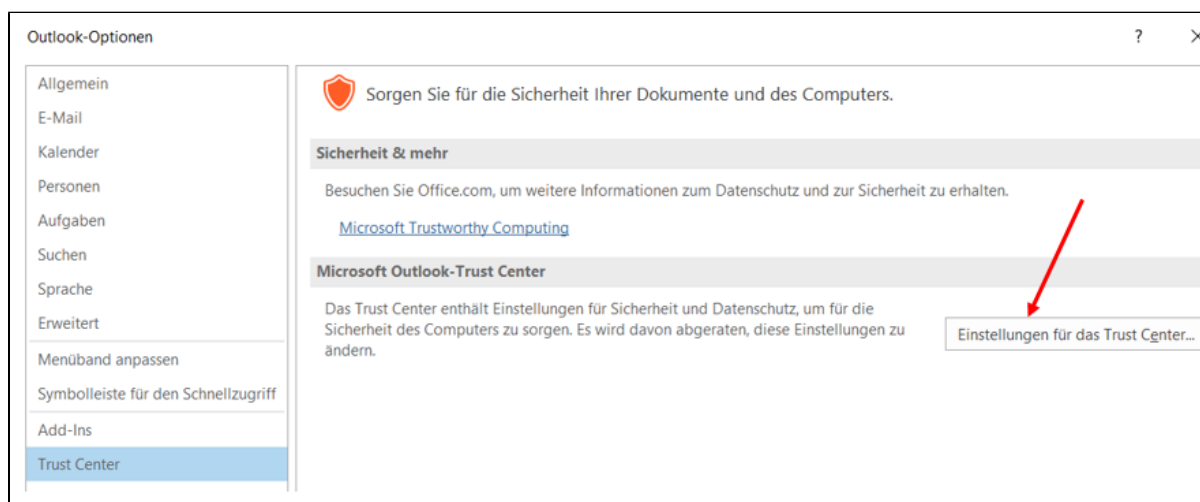 Outlook-Optionen
?
Allgemein
E-Mail
Kalender
Personen
Aufgaben
Suchen
Sprache
Erweitert
Menüband anpassen
Symbolleiste für den Schnellzugriff
Add-Ins
Trust Center
Sorgen Sie für die Sicherheit Ihrer Dokumente und des Computers.
Sicherheit & mehr
Besuchen Sie Office.com, um weitere Informationen zum Datenschutz und zur Sicherheit zu erhalten.
Microsoft Trustworthy Computing
Microsoft Outlook-Trust Center
Das Trust Center enthält Einstellungen für Sicherheit und Datenschutz, um für die
Sicherheit des Computers zu sorgen. Es wird davon abgeraten, diese Einstellungen zu
ändern.
Einstellungen für das Trust Center...